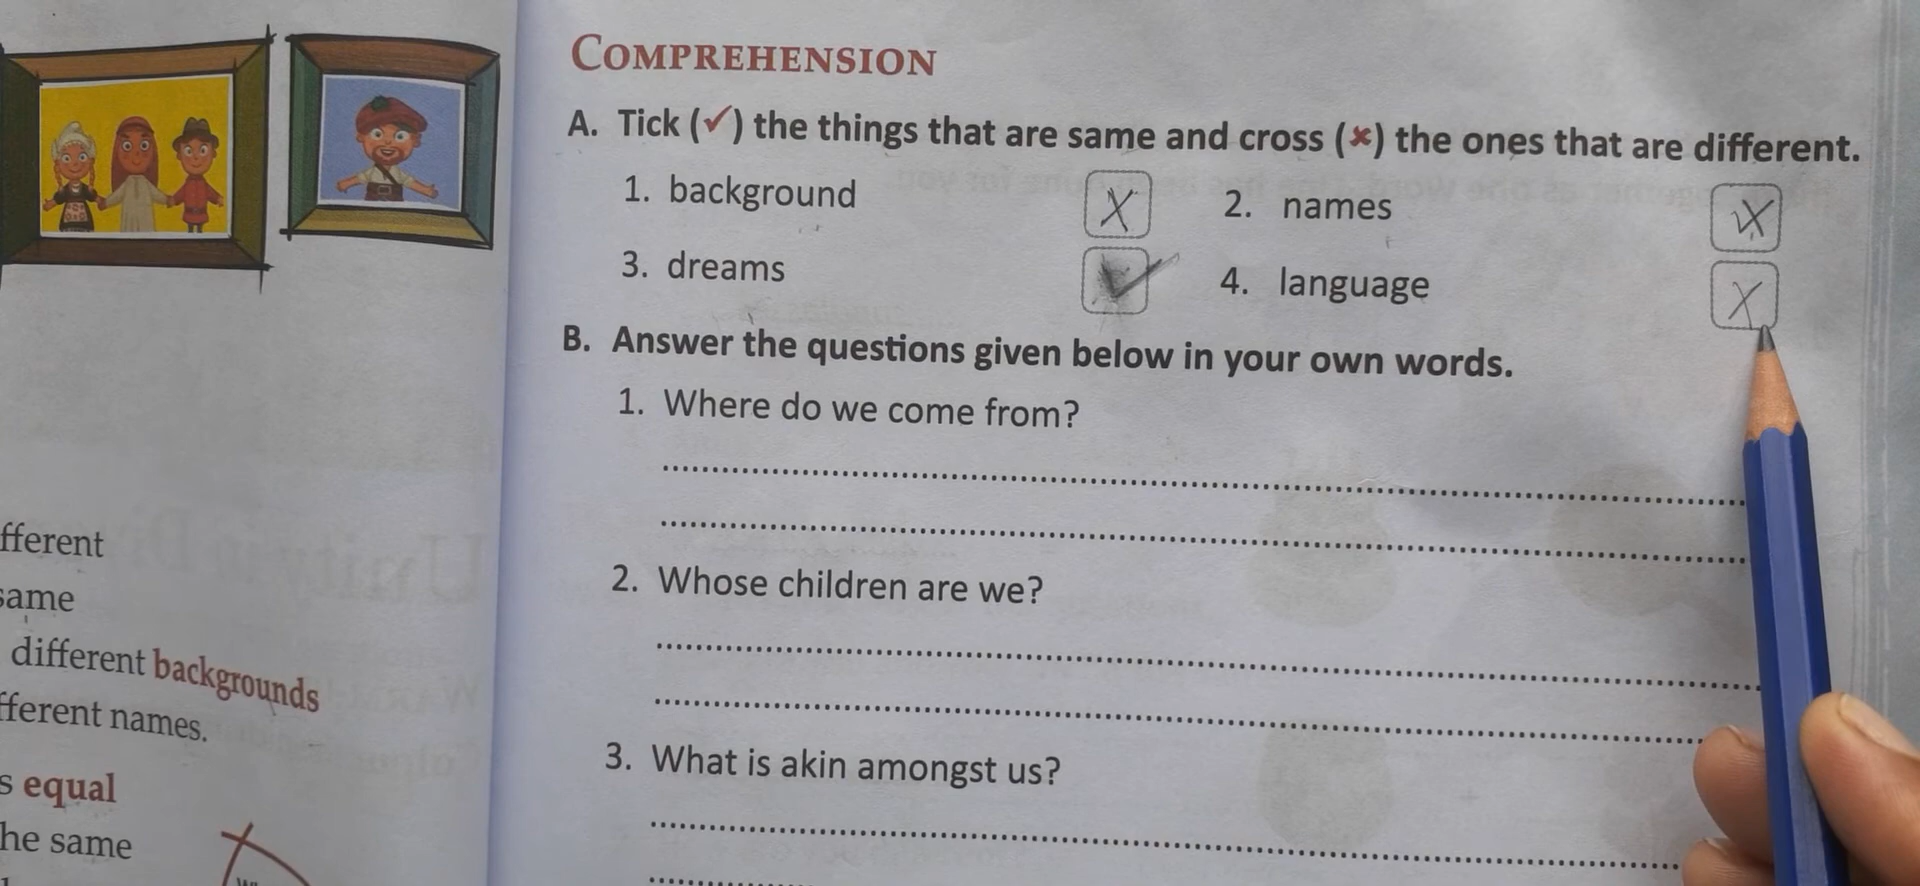 fferent
same
different backgrounds
fferent names.
s equal
he same
COMPREHENSION
A. Tick (✓) the things that are same and cross (✗) the ones that are different.
1. background X 2. names X
3. dreams ✓ 4. language X
B. Answer the questions given below in your own words.
1. Where do we come from?
2. Whose children are we?
3. What is akin amongst us?